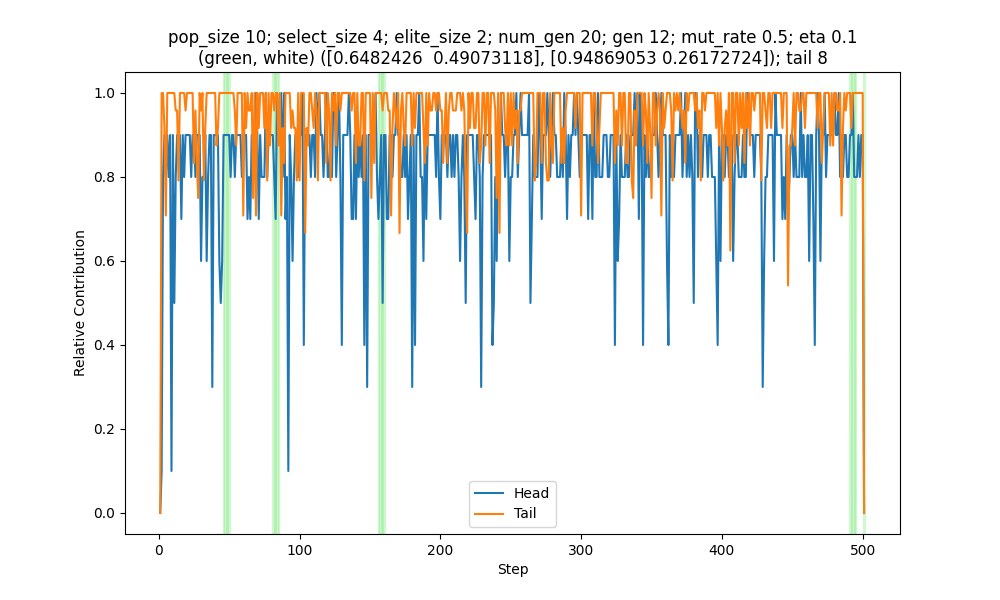 pop_size 10; select_size 4; elite_size 2; num_gen 20; gen 12; mut_rate 0.5; eta 0.1
(green, white) ([0.6482426  0.49073118], [0.94869053 0.26172724]); tail 8
1.0
0.8
0.6
0.4
0.2
0.0
Relative Contribution
Head
Tail
0
100
200
300
400
500
Step